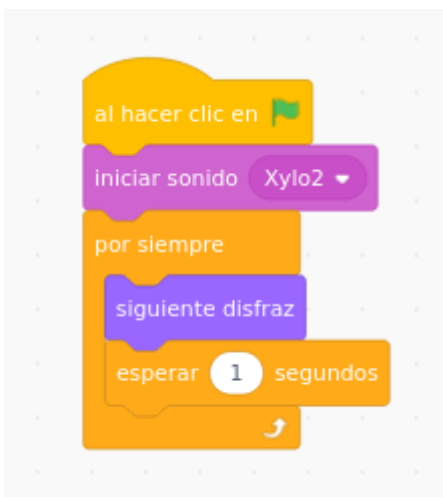 al hacer clic en
iniciar sonido Xylo2
por siempre
siguiente disfraz
esperar 1 segundos